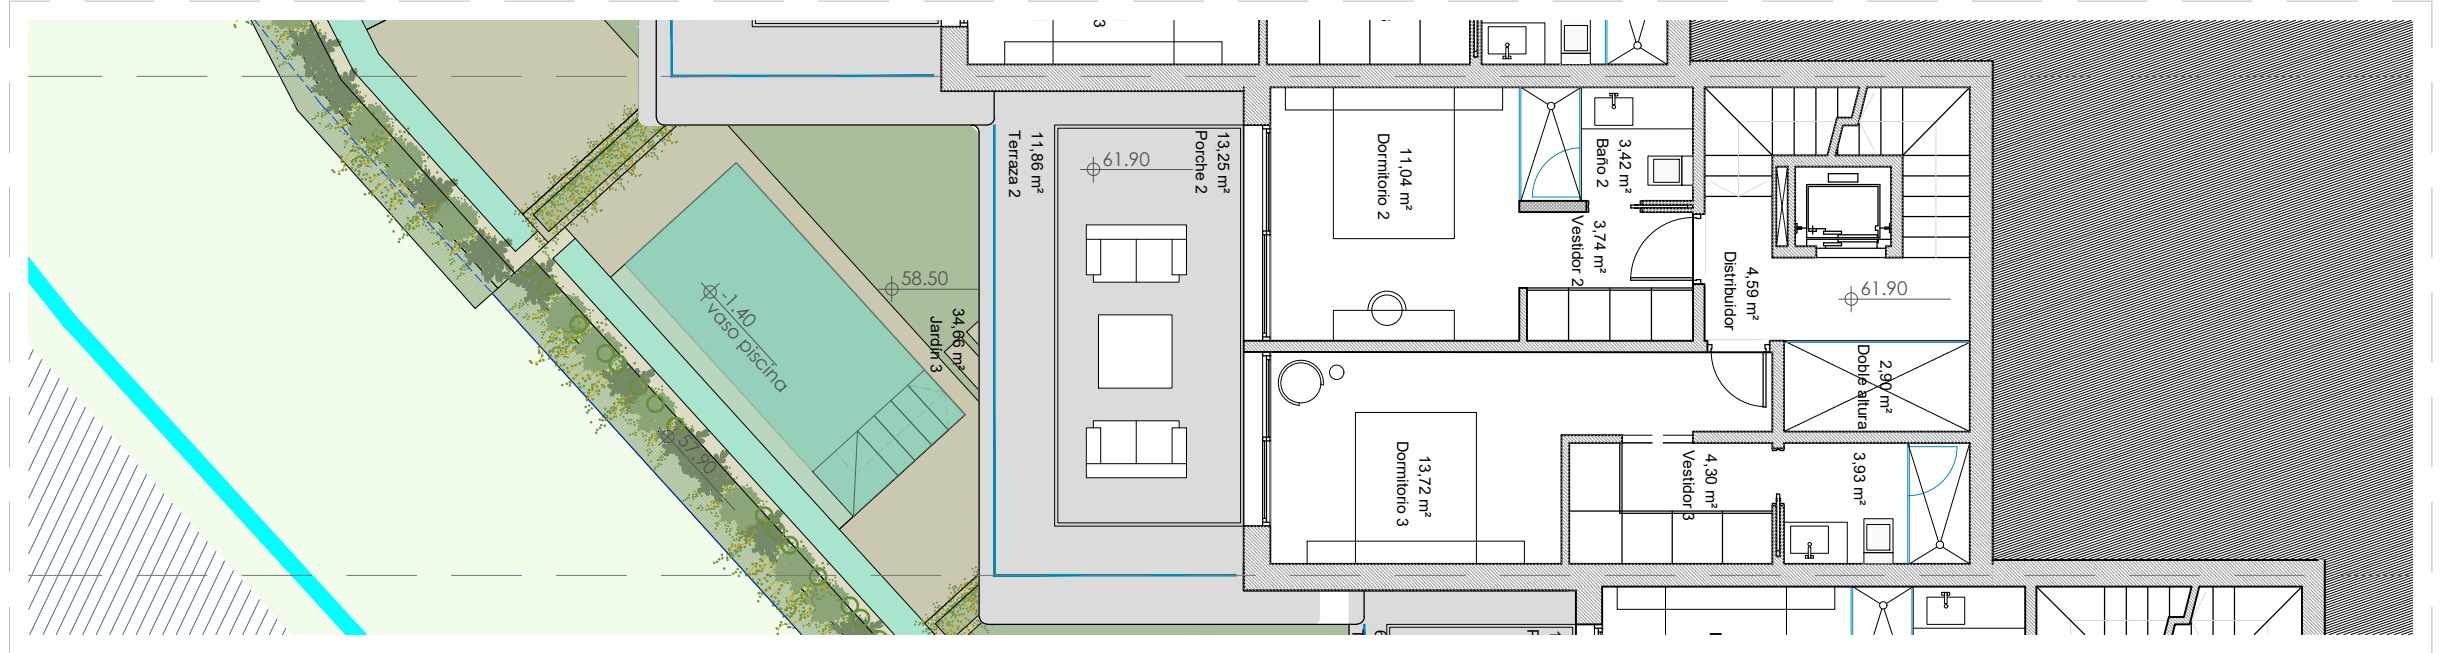 11,86 m²
Terraza 2
13,25 m²
Porche 2
61.90
11,04 m²
Dormitorio 2
3,42 m²
Baño 2
3,74 m²
Vestidor 2
4,59 m²
Distribuidor
61.90
2,90 m²
Doble altura
58.50
34,66 m²
Jardín 3
-1.40
vaso piscina
57.90
13,72 m²
Dormitorio 3
4,30 m²
Vestidor 3
3,93 m²
3